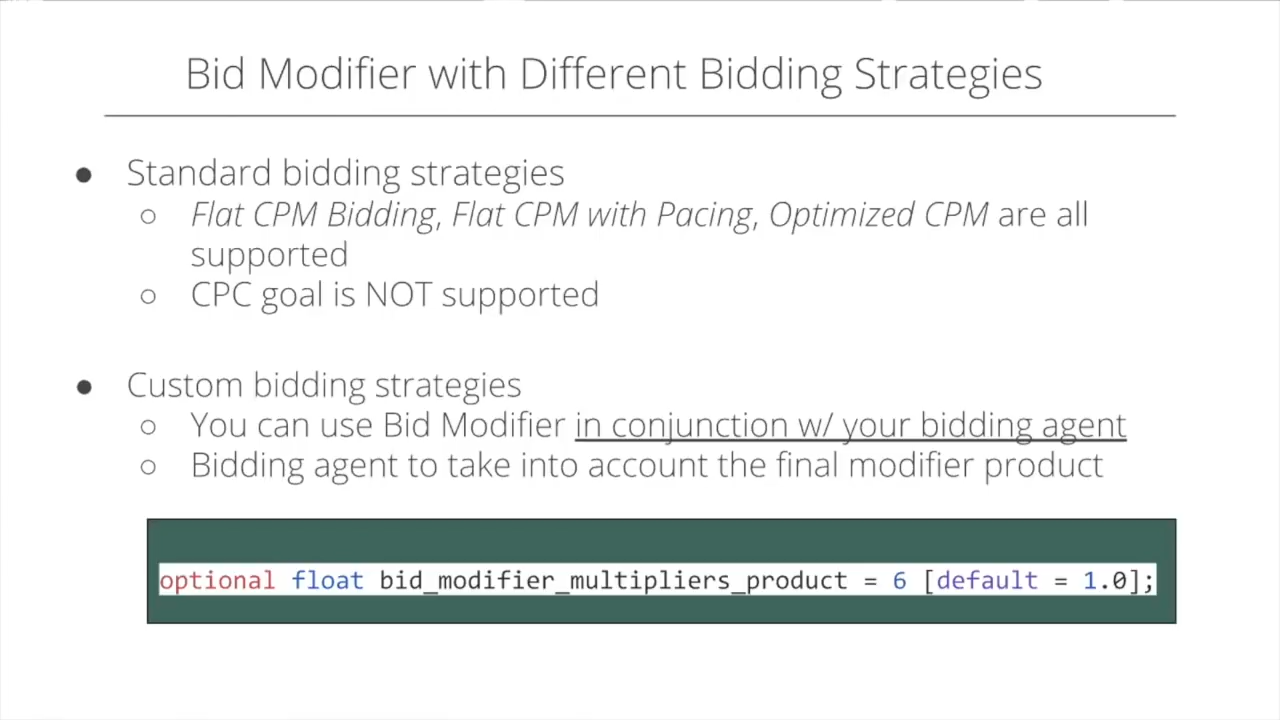 Bid Modifier with Different Bidding Strategies
● Standard bidding strategies
○ Flat CPM Bidding, Flat CPM with Pacing, Optimized CPM are all
supported
○ CPC goal is NOT supported
● Custom bidding strategies
○ You can use Bid Modifier in conjunction w/ your bidding agent
○ Bidding agent to take into account the final modifier product
optional float bid_modifier_multipliers_product = 6 [default = 1.0];